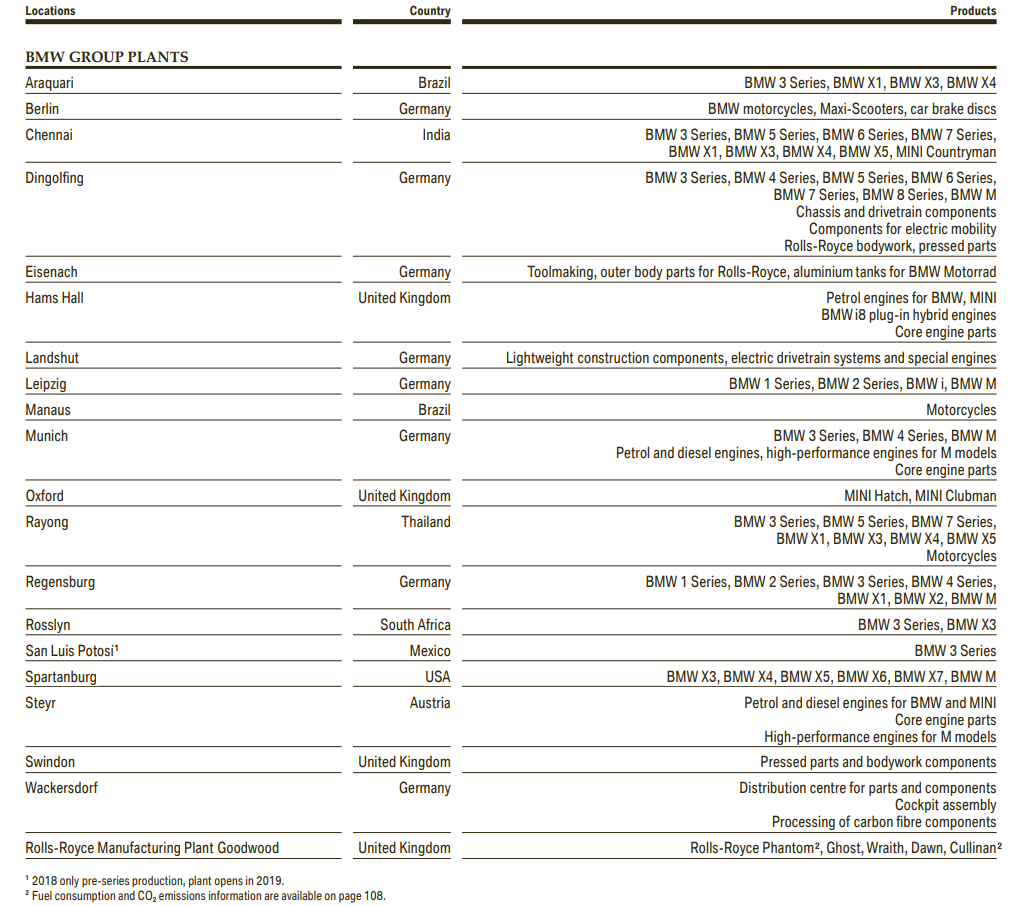 Locations Country Products
BMW GROUP PLANTS
Araquari Brazil BMW 3 Series, BMW X1, BMW X3, BMW X4
Berlin Germany BMW motorcycles, Maxi-Scooters, car brake discs
Chennai India BMW 3 Series, BMW 5 Series, BMW 6 Series, BMW 7 Series,
BMW X1, BMW X3, BMW X4, BMW X5, MINI Countryman
Dingolfing Germany BMW 3 Series, BMW 4 Series, BMW 5 Series, BMW 6 Series,
BMW 7 Series, BMW 8 Series, BMW M
Chassis and drivetrain components
Components for electric mobility
Rolls-Royce bodywork, pressed parts
Eisenach Germany Toolmaking, outer body parts for Rolls-Royce, aluminium tanks for BMW Motorrad
Hams Hall United Kingdom Petrol engines for BMW, MINI
BMW i8 plug-in hybrid engines
Core engine parts
Landshut Germany Lightweight construction components, electric drivetrain systems and special engines
Leipzig Germany BMW 1 Series, BMW 2 Series, BMW i, BMW M
Manaus Brazil Motorcycles
Munich Germany BMW 3 Series, BMW 4 Series, BMW M
Petrol and diesel engines, high-performance engines for M models
Core engine parts
Oxford United Kingdom MINI Hatch, MINI Clubman
Rayong Thailand BMW 3 Series, BMW 5 Series, BMW 7 Series,
BMW X1, BMW X3, BMW X4, BMW X5
Motorcycles
Regensburg Germany BMW 1 Series, BMW 2 Series, BMW 3 Series, BMW 4 Series,
BMW X1, BMW X2, BMW M
Rosslyn South Africa BMW 3 Series, BMW X3
San Luis Potosí¹ Mexico BMW 3 Series
Spartanburg USA BMW X3, BMW X4, BMW X5, BMW X6, BMW X7, BMW M
Steyr Austria Petrol and diesel engines for BMW and MINI
Core engine parts
High-performance engines for M models
Swindon United Kingdom Pressed parts and bodywork components
Wackersdorf Germany Distribution centre for parts and components
Cockpit assembly
Processing of carbon fibre components
Rolls-Royce Manufacturing Plant Goodwood United Kingdom Rolls-Royce Phantom², Ghost, Wraith, Dawn, Cullinan²
¹ 2018 only pre-series production, plant opens in 2019.
² Fuel consumption and CO₂ emissions information are available on page 108.